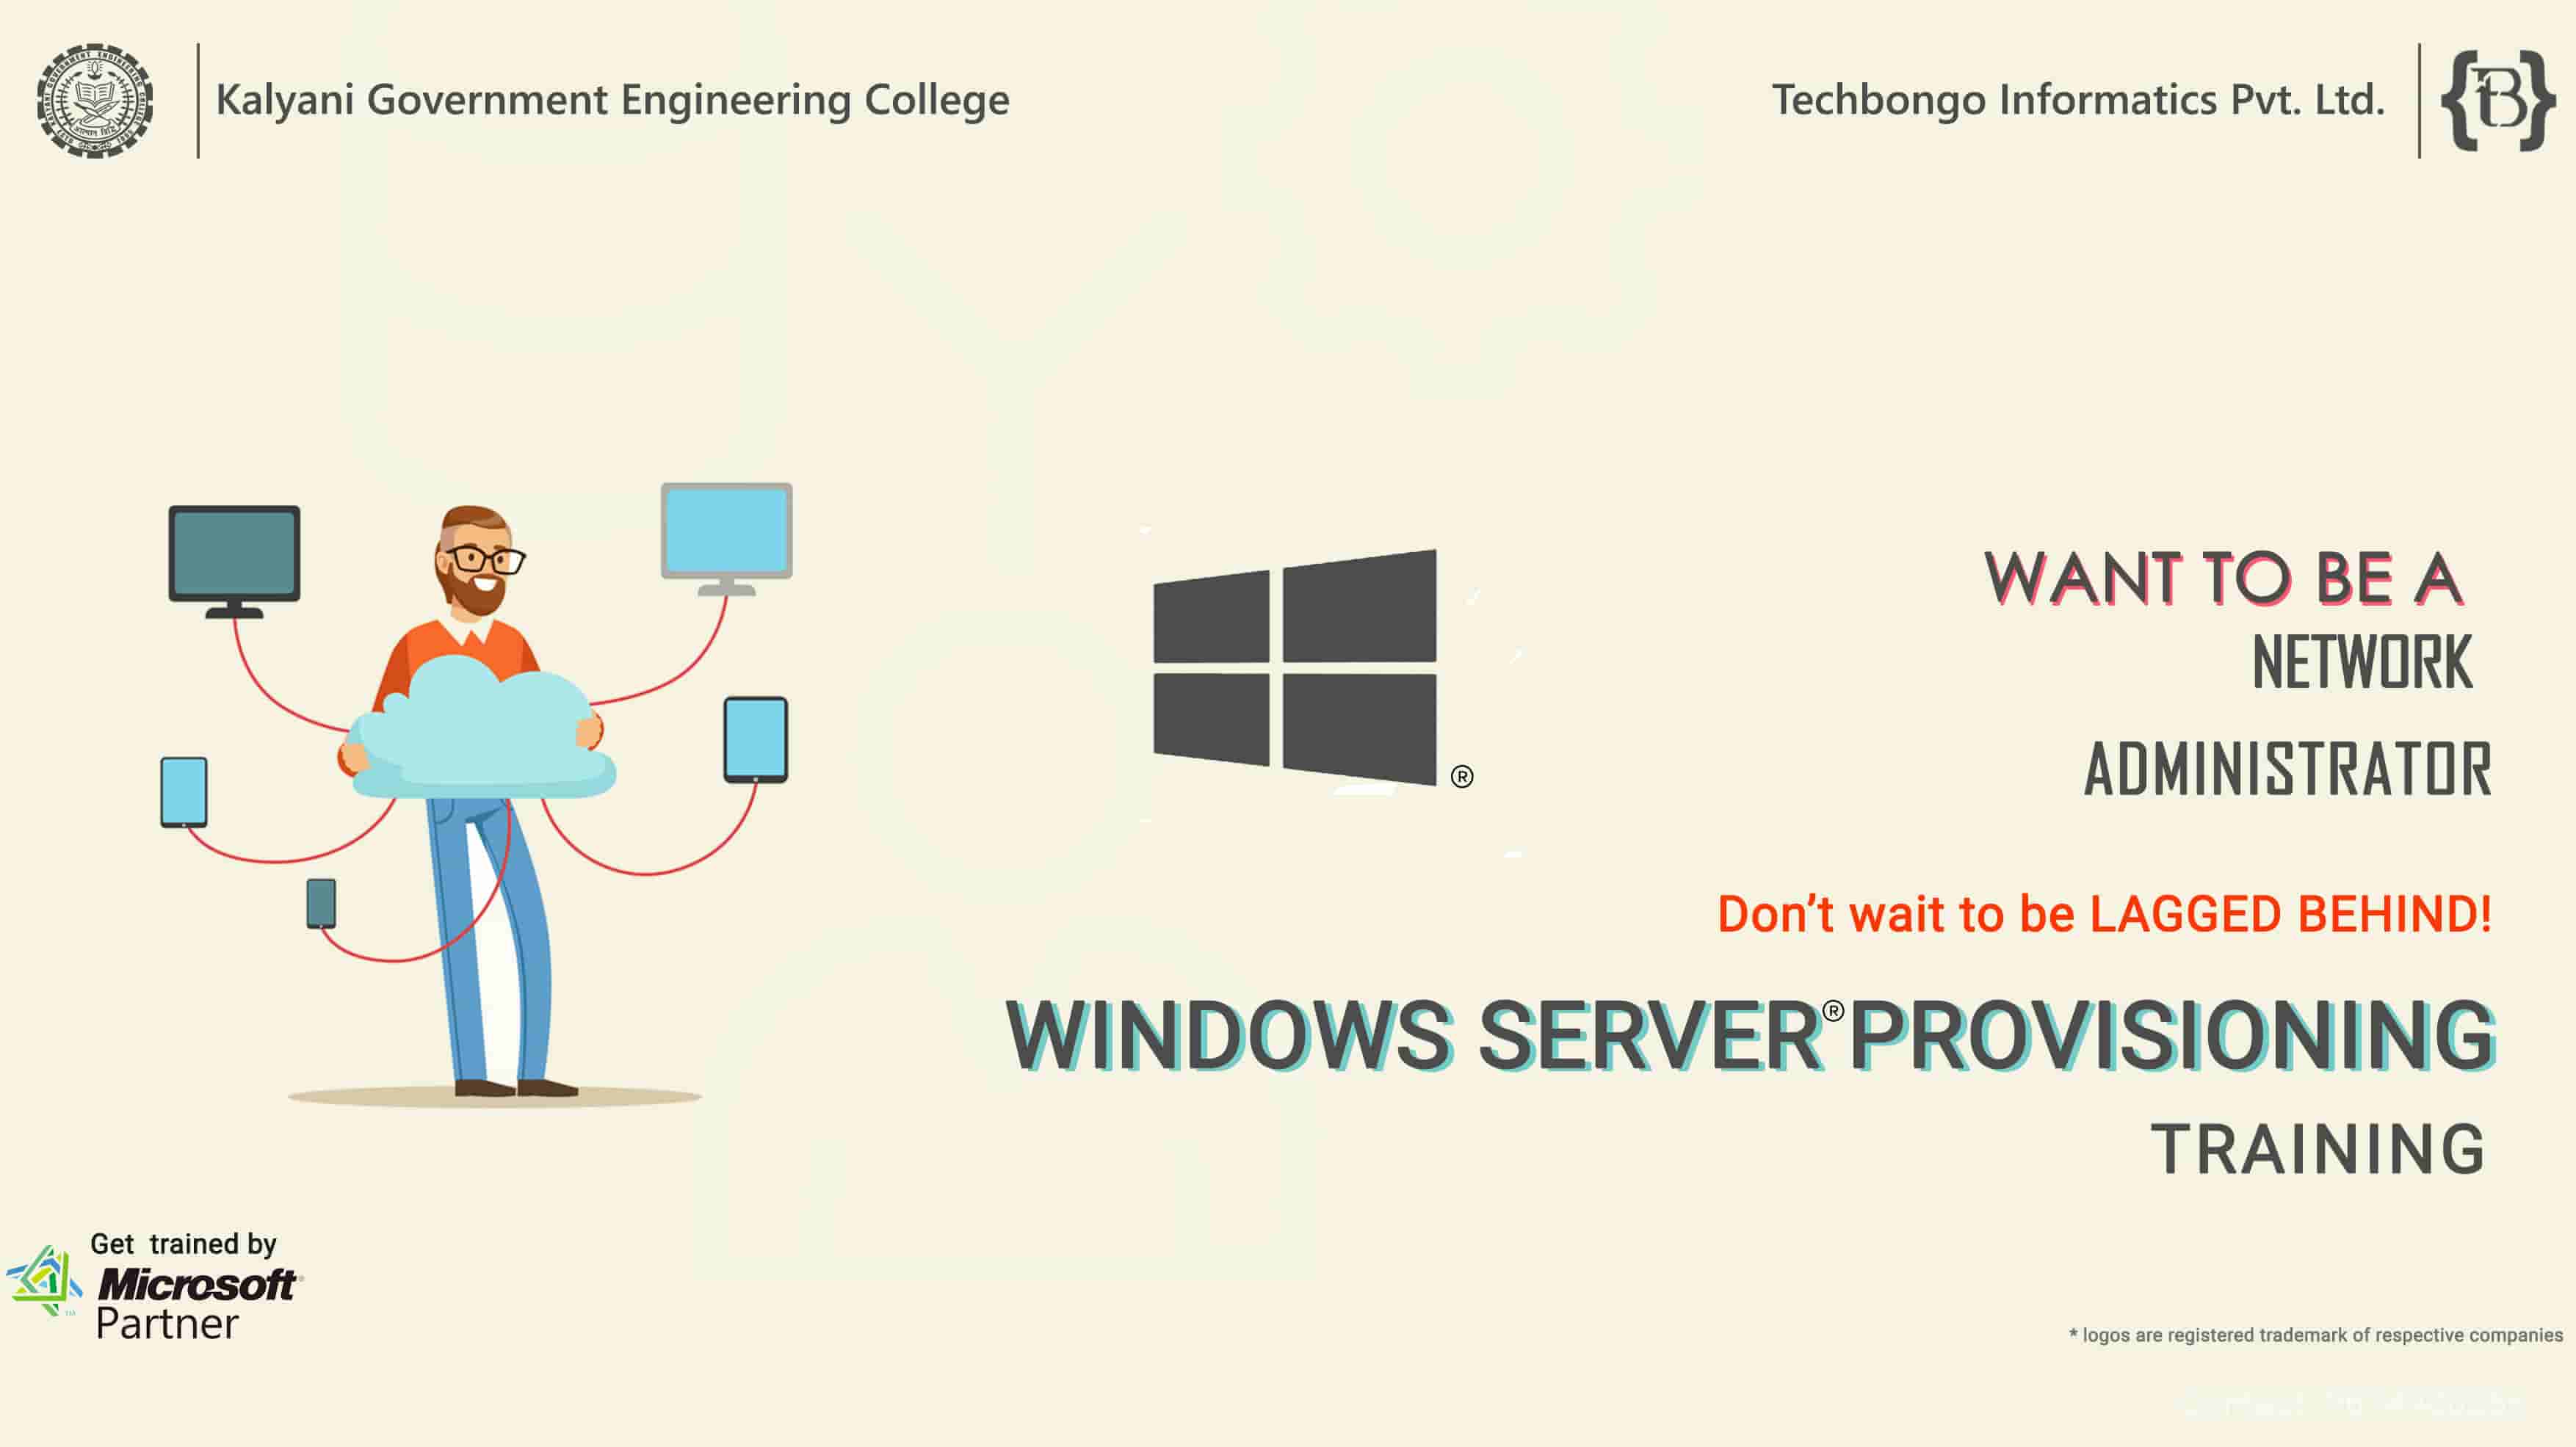 Kalyani Government Engineering College
Techbongo Informatics Pvt. Ltd.
WANT TO BE A
NETWORK
ADMINISTRATOR
®
Don't wait to be LAGGED BEHIND!
WINDOWS SERVER® PROVISIONING
TRAINING
Get trained by
Microsoft
Partner
* logos are registered trademark of respective companies